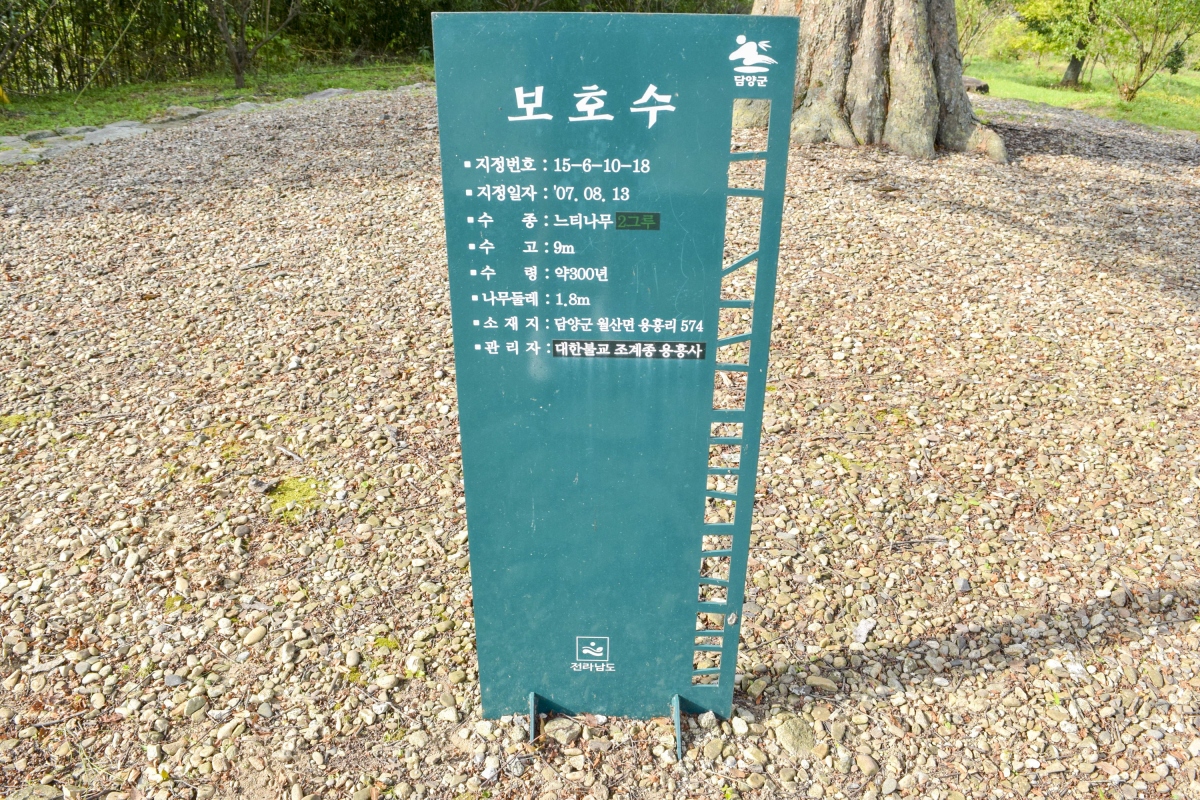 담양군
보호수
▪지정번호 : 15-6-10-18
▪지정일자 : '07. 08. 13
▪수 종 : 느티나무 2그루
▪수 고 : 9m
▪수 령 : 약300년
▪나무둘레 : 1.8m
▪소 재 지 : 담양군 월산면 용흥리 574
▪관 리 자 : 대한불교 조계종 용흥사
전라남도